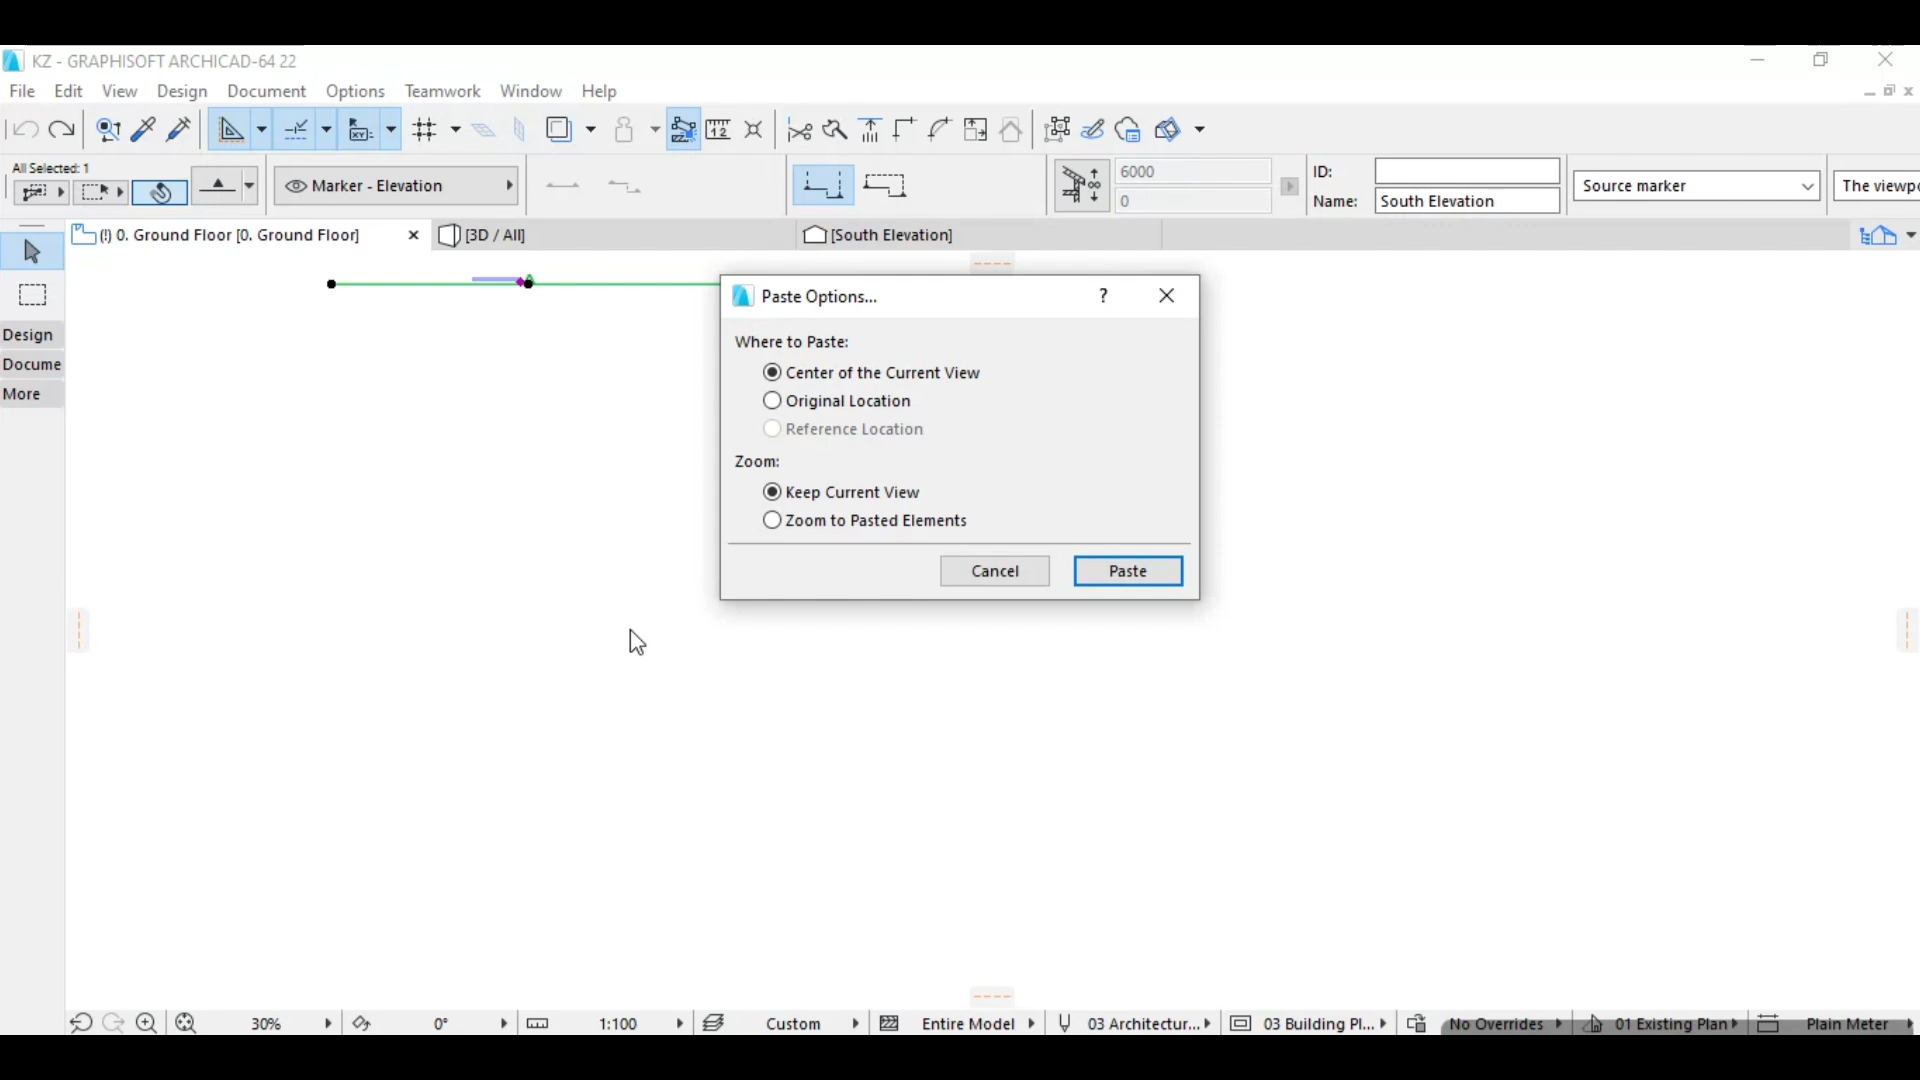 KZ - GRAPHISOFT ARCHICAD-64 22
File Edit View Design Document Options Teamwork Window Help
All Selected: 1
Marker - Elevation
6000
0
ID:
Name: South Elevation
Source marker
The viewpo
(!) 0. Ground Floor [0. Ground Floor]
[3D / All]
[South Elevation]
Design
Docume
More
Paste Options...
?
Where to Paste:
Center of the Current View
Original Location
Reference Location
Zoom:
Keep Current View
Zoom to Pasted Elements
Cancel Paste
30% 0° 1:100 Custom Entire Model 03 Architectur... 03 Building Pl... No Overrides 01 Existing Plan Plain Meter